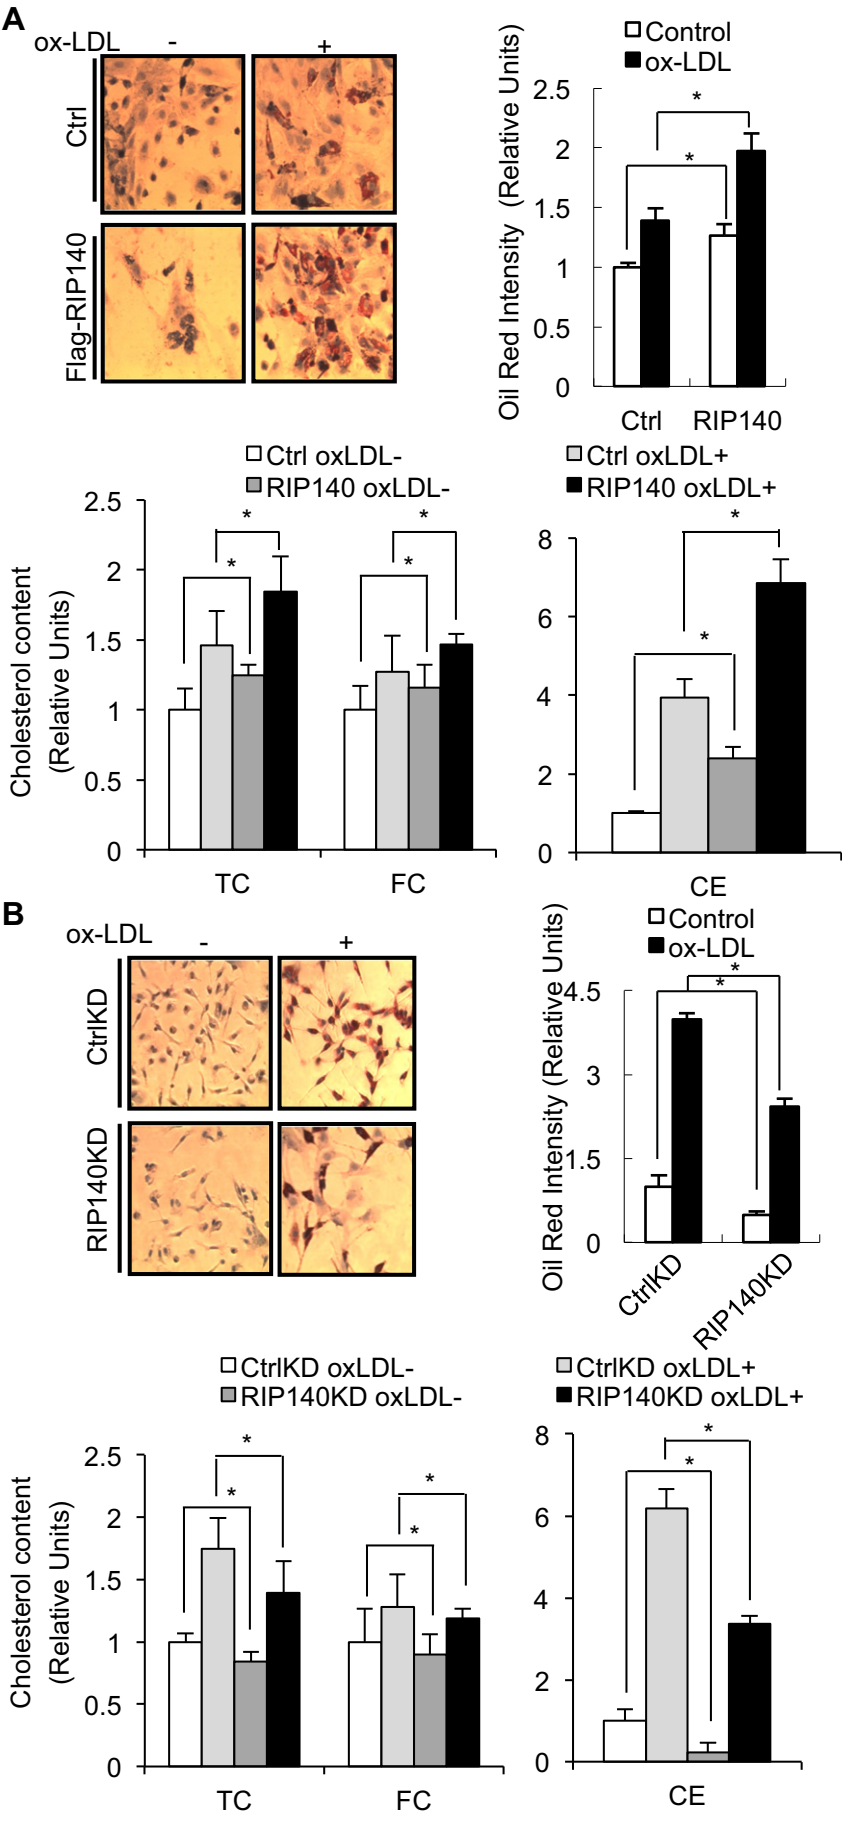 A
ox-LDL - +
Ctrl
Flag-RIP140
Control
ox-LDL
Oil Red Intensity (Relative Units)
2.5
2
1.5
1
0.5
0
*
*
Ctrl RIP140
Ctrl oxLDL-
RIP140 oxLDL-
Ctrl oxLDL+
RIP140 oxLDL+
Cholesterol content
(Relative Units)
2.5
2
1.5
1
0.5
0
* *
* *
TC FC
8
6
4
2
0
*
*
CE
B
ox-LDL - +
CtrlKD
RIP140KD
Control
ox-LDL
Oil Red Intensity (Relative Units)
4.5
3
1.5
0
*
*
CtrlKD
RIP140KD
CtrlKD oxLDL-
RIP140KD oxLDL-
CtrlKD oxLDL+
RIP140KD oxLDL+
Cholesterol content
(Relative Units)
2.5
2
1.5
1
0.5
0
* *
* *
TC FC
8
6
4
2
0
*
*
CE